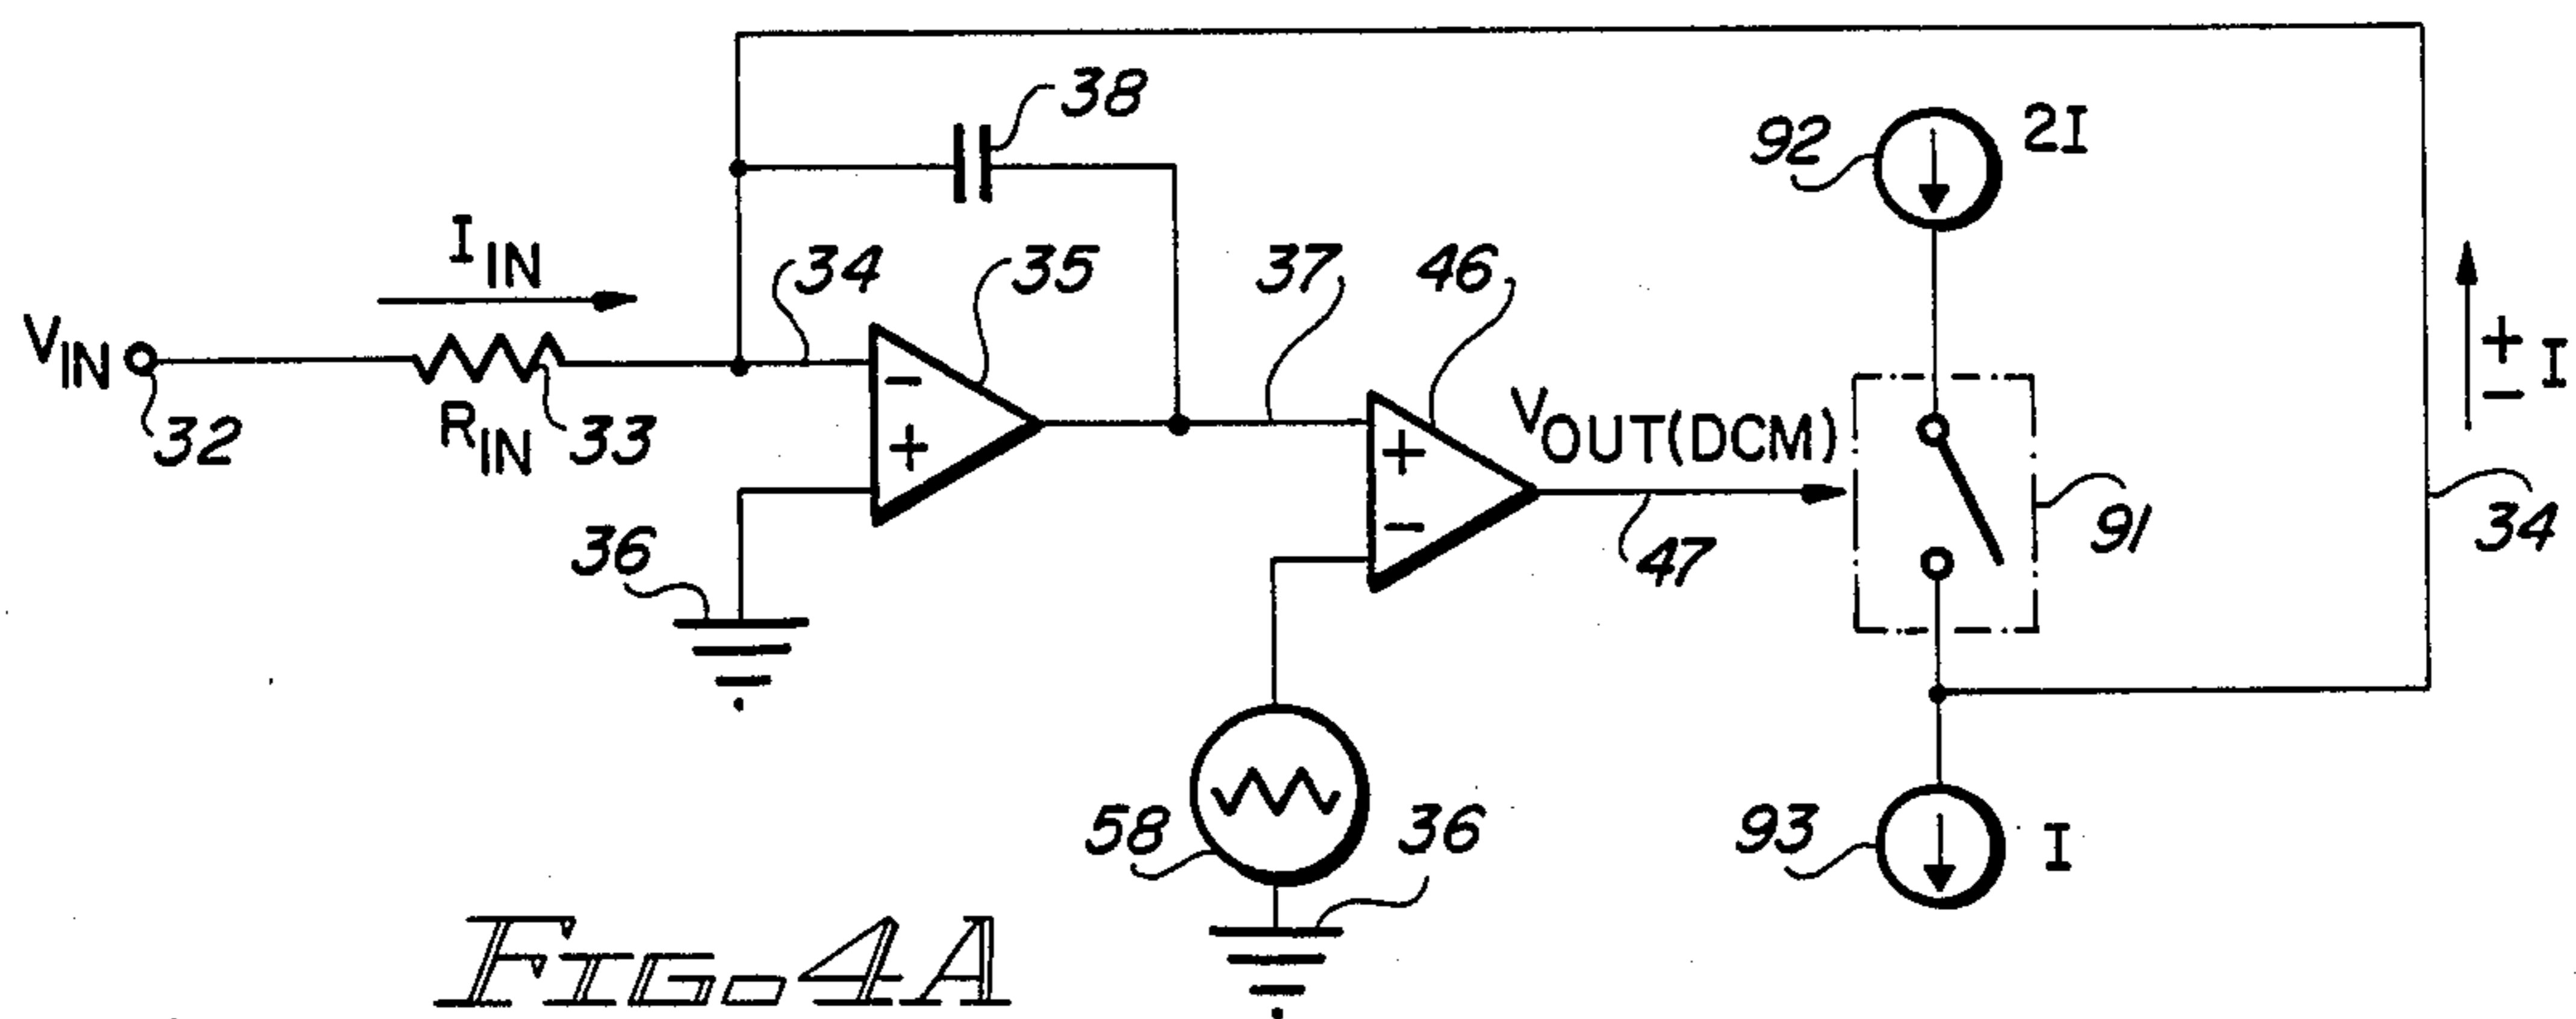 38
92
2I
I IN
34
35
37
46
V IN
32
R IN
33
−
+
+
−
V OUT(DCM)
47
91
+
−
I
34
36
58
36
93
I
FIG. 4A